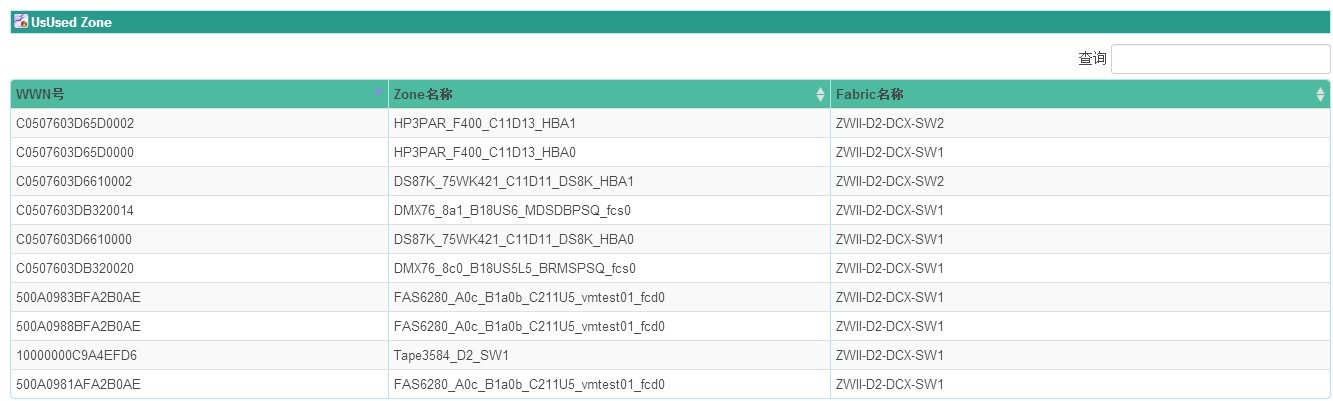 UsUsed Zone
查询
WWN号 Zone名称 Fabric名称
C0507603D65D0002 HP3PAR_F400_C11D13_HBA1 ZWII-D2-DCX-SW2
C0507603D65D0000 HP3PAR_F400_C11D13_HBA0 ZWII-D2-DCX-SW1
C0507603D6610002 DS87K_75WK421_C11D11_DS8K_HBA1 ZWII-D2-DCX-SW2
C0507603DB320014 DMX76_8a1_B18US6_MDSDBPSQ_fcs0 ZWII-D2-DCX-SW1
C0507603D6610000 DS87K_75WK421_C11D11_DS8K_HBA0 ZWII-D2-DCX-SW1
C0507603DB320020 DMX76_8c0_B18US5L5_BRMSPSQ_fcs0 ZWII-D2-DCX-SW1
500A0983BFA2B0AE FAS6280_A0c_B1a0b_C211U5_vmtest01_fcd0 ZWII-D2-DCX-SW1
500A0988BFA2B0AE FAS6280_A0c_B1a0b_C211U5_vmtest01_fcd0 ZWII-D2-DCX-SW1
10000000C9A4EFD6 Tape3584_D2_SW1 ZWII-D2-DCX-SW1
500A0981AFA2B0AE FAS6280_A0c_B1a0b_C211U5_vmtest01_fcd0 ZWII-D2-DCX-SW1